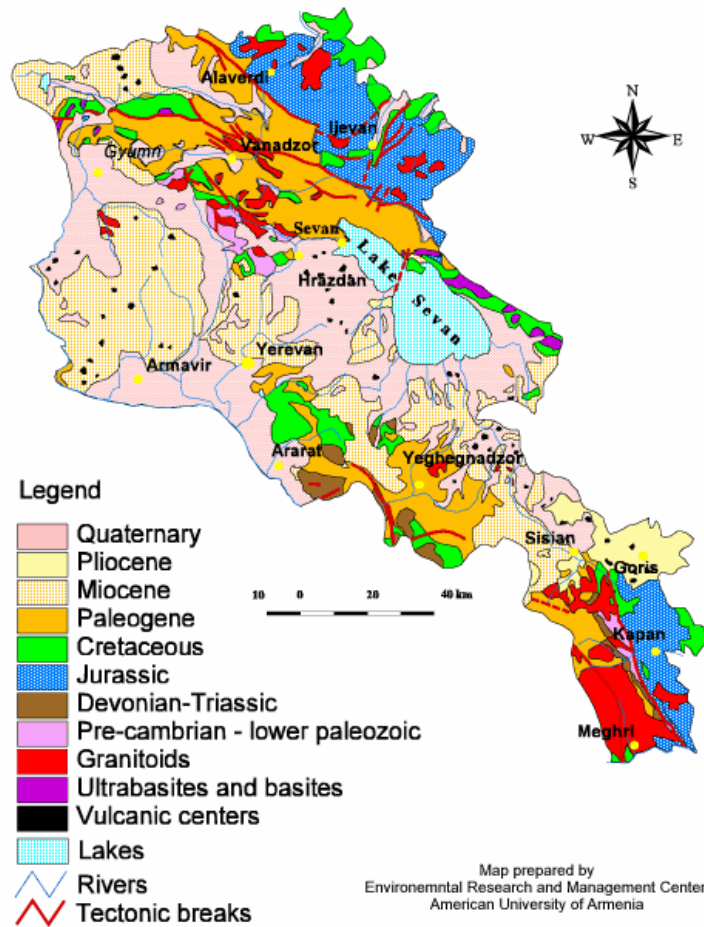 Alaverdi
N
Ijevan
W E
Gyumri
Vanadzor
S
Sevan
Lake
Hrazdan
Sevan
Yerevan
Armavir
Ararat
Yeghegnadzor
Legend
Quaternary
Sisian
Pliocene
Goris
Miocene
10 0 20 40 km
Paleogene
Cretaceous
Kapan
Jurassic
Devonian-Triassic
Pre-cambrian - lower paleozoic
Meghri
Granitoids
Ultrabasites and basites
Vulcanic centers
Lakes
Map prepared by
Rivers
Environemntal Research and Management Center
American University of Armenia
Tectonic breaks